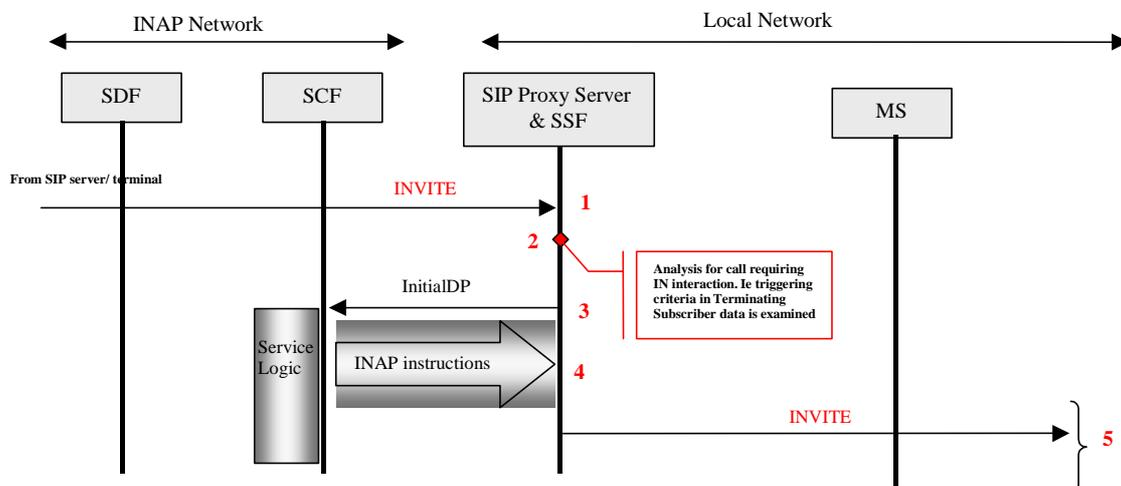 INAP Network
Local Network
SDF
SCF
SIP Proxy Server
& SSF
MS
From SIP server/ terminal
INVITE
1
2
Analysis for call requiring
IN interaction. Ie triggering
criteria in Terminating
Subscriber data is examined
InitialDP
3
Service
Logic
INAP instructions
4
INVITE
5